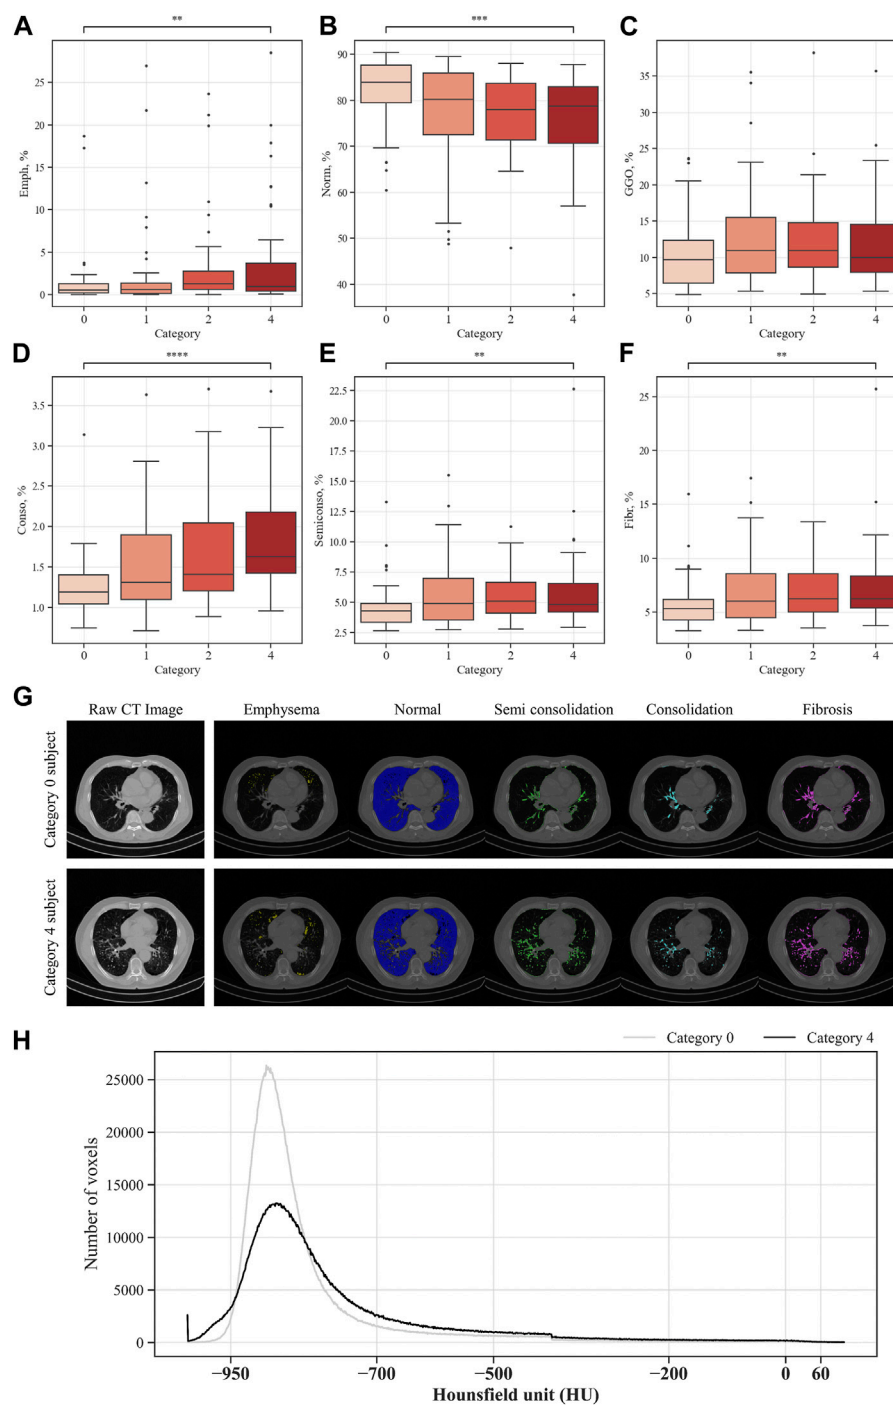 A
**
Emph, %
25
20
15
10
5
0
0 1 2 4
Category
B
***
Norm, %
90
80
70
60
50
40
0 1 2 4
Category
C
GGO, %
35
30
25
20
15
10
5
0 1 2 4
Category
D
****
Conso, %
3.5
3.0
2.5
2.0
1.5
1.0
0 1 2 4
Category
E
**
Semiconso, %
22.5
20.0
17.5
15.0
12.5
10.0
7.5
5.0
2.5
0 1 2 4
Category
F
**
Fibr, %
25
20
15
10
5
0 1 2 4
Category
G
Raw CT Image Emphysema Normal Semi consolidation Consolidation Fibrosis
Category 0 subject
Category 4 subject
H
Category 0 Category 4
Number of voxels
25000
20000
15000
10000
5000
0
−950 −700 −500 −200 0 60
Hounsfield unit (HU)